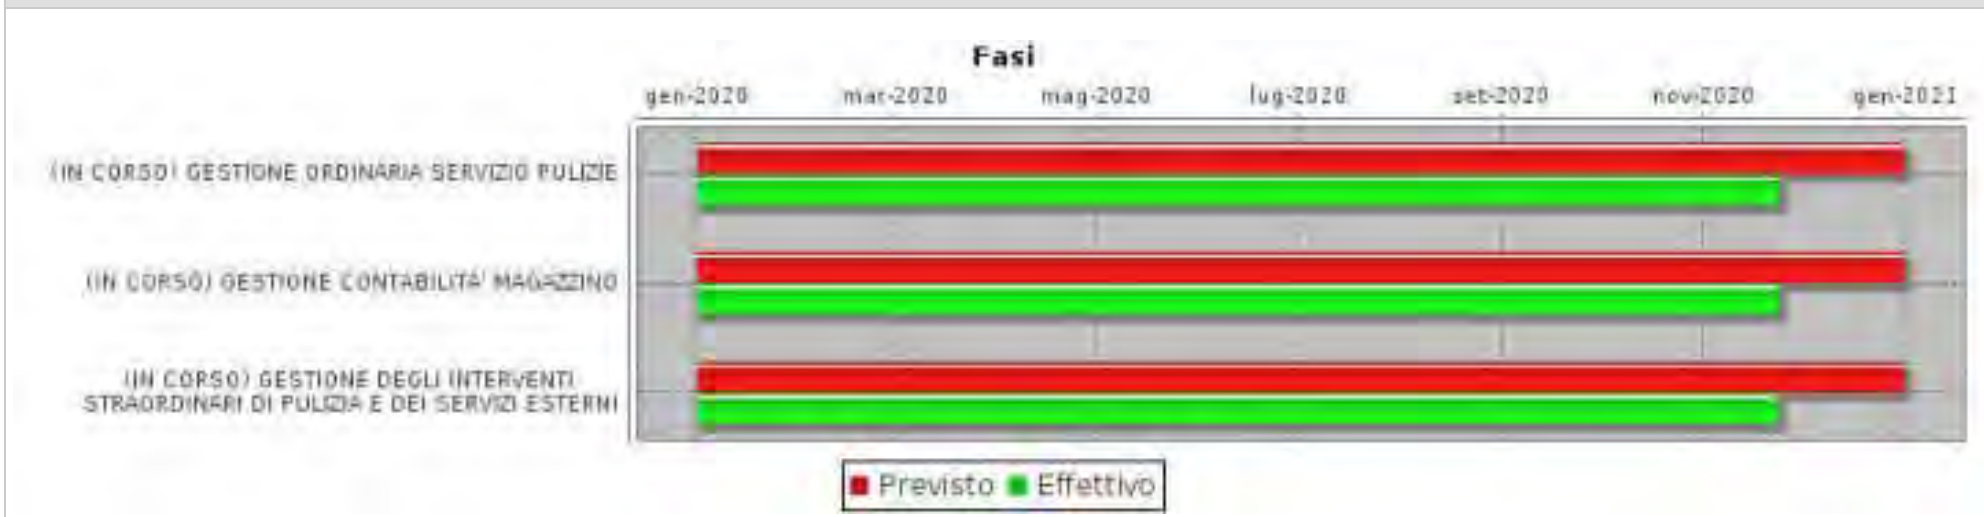 Fasi
gen-2020 mar-2020 mag-2020 lug-2020 set-2020 nov-2020 gen-2021
(IN CORSO) GESTIONE ORDINARIA SERVIZIO PULIZIE
(IN CORSO) GESTIONE CONTABILITA' MAGAZZINO
(IN CORSO) GESTIONE DEGLI INTERVENTI
STRAORDINARI DI PULIZIA E DEI SERVIZI ESTERNI
Previsto Effettivo